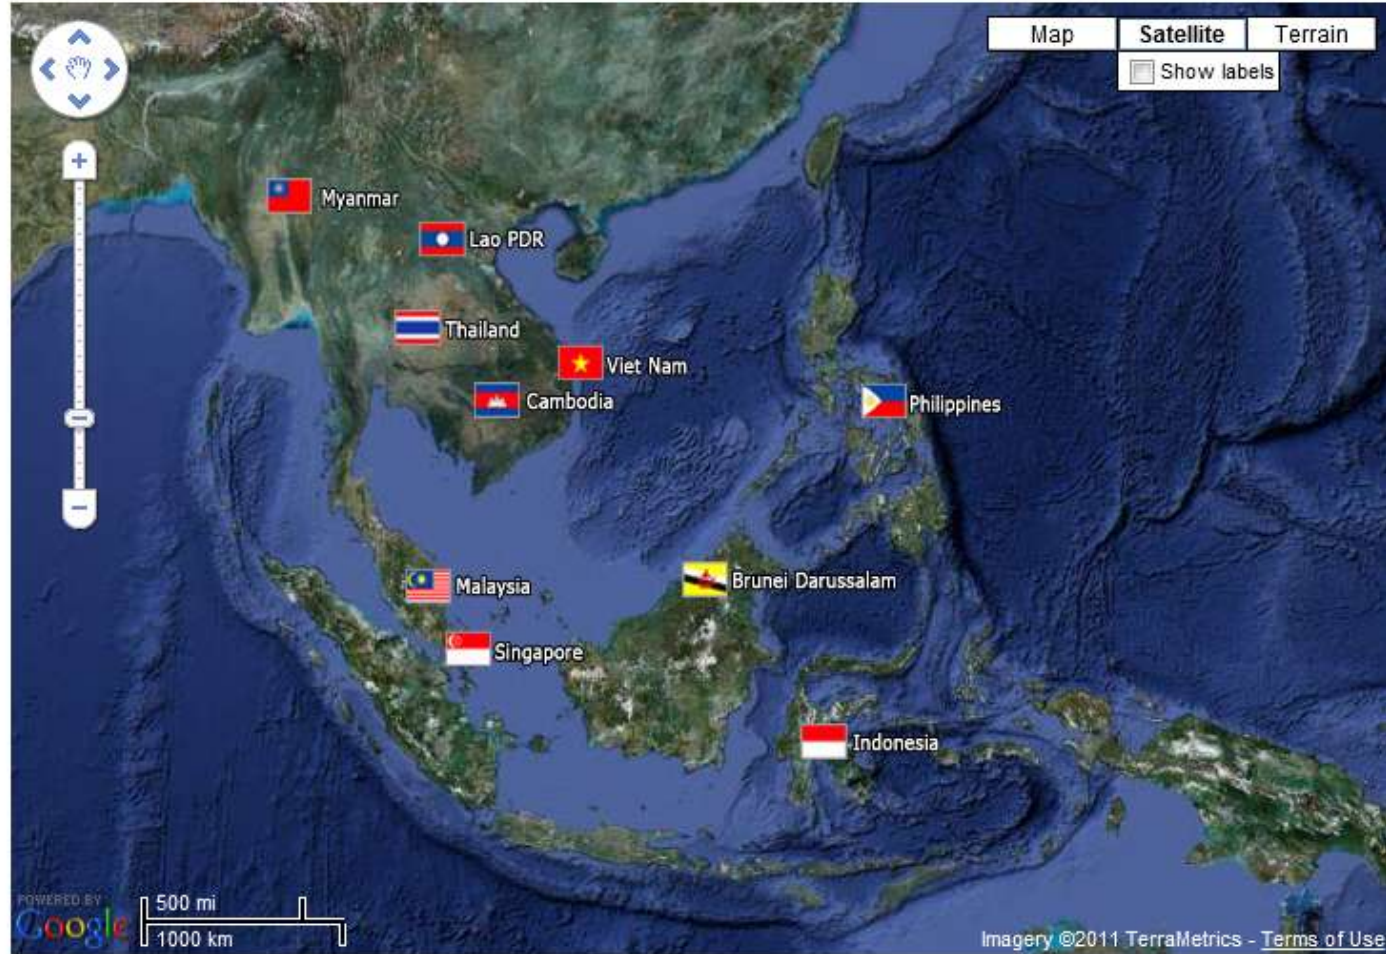 Map
Satellite
Terrain
Show labels
Myanmar
Lao PDR
Thailand
Viet Nam
Cambodia
Philippines
Malaysia
Brunei Darussalam
Singapore
Indonesia
POWERED BY
Google
500 mi
1000 km
Imagery ©2011 TerraMetrics - Terms of Use